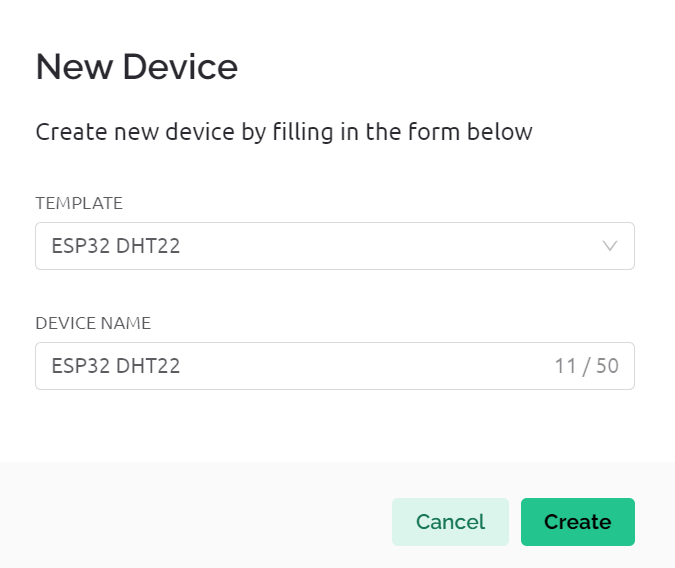 New Device
Create new device by filling in the form below
TEMPLATE
ESP32 DHT22
DEVICE NAME
ESP32 DHT22 11 / 50
Cancel Create